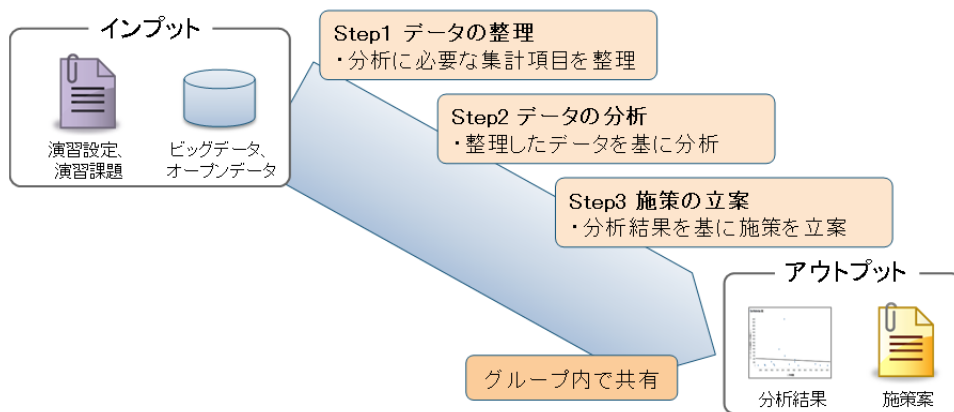 インプット
演習設定、
演習課題
ビッグデータ、
オープンデータ
Step1 データの整理
・分析に必要な集計項目を整理
Step2 データの分析
・整理したデータを基に分析
Step3 施策の立案
・分析結果を基に施策を立案
アウトプット
分析結果
施策案
グループ内で共有